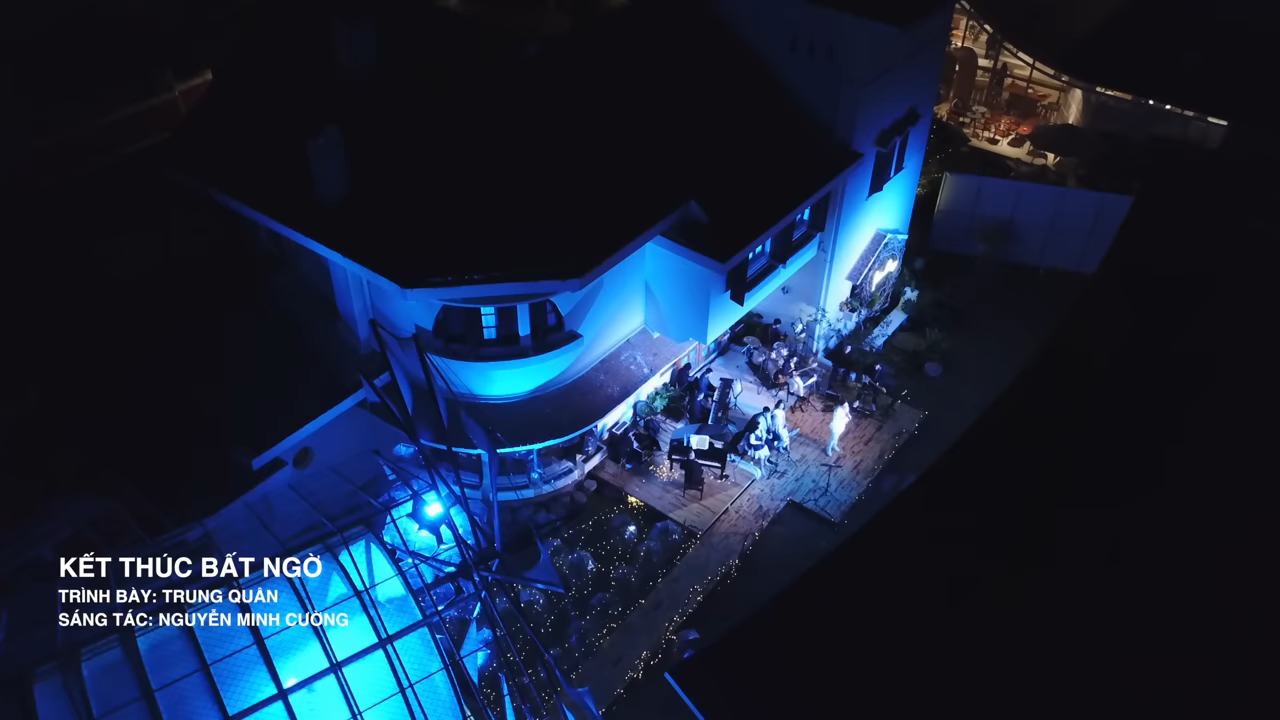 KẾT THÚC BẤT NGỜ
TRÌNH BÀY: TRUNG QUÂN
SÁNG TÁC: NGUYỄN MINH CƯỜNG